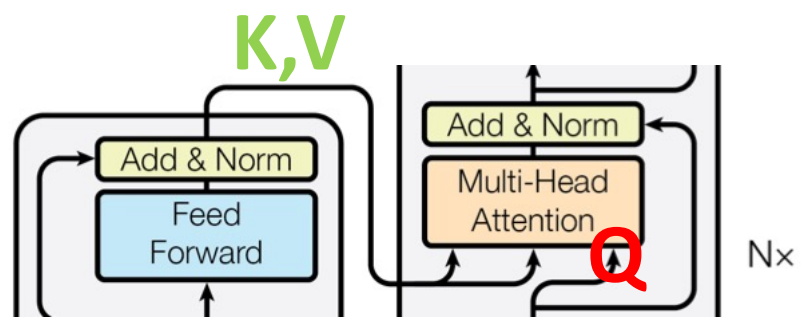 K,V
Add & Norm
Feed
Forward
Add & Norm
Multi-Head
Attention
Q
N×